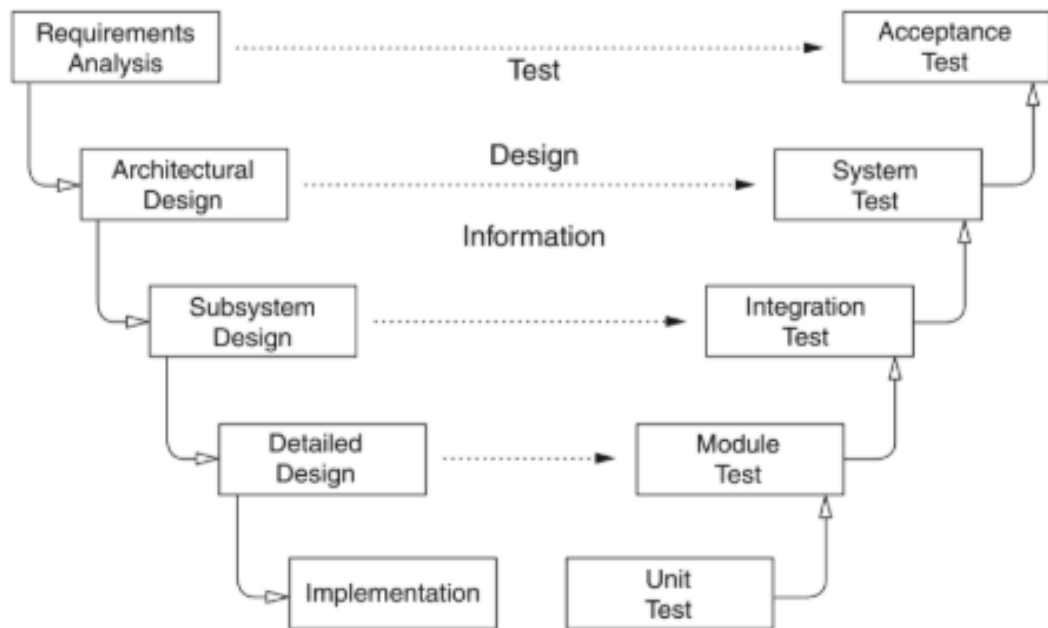 Requirements
Analysis
Acceptance
Test
Test
Architectural
Design
Design
System
Test
Information
Subsystem
Design
Integration
Test
Detailed
Design
Module
Test
Implementation
Unit
Test